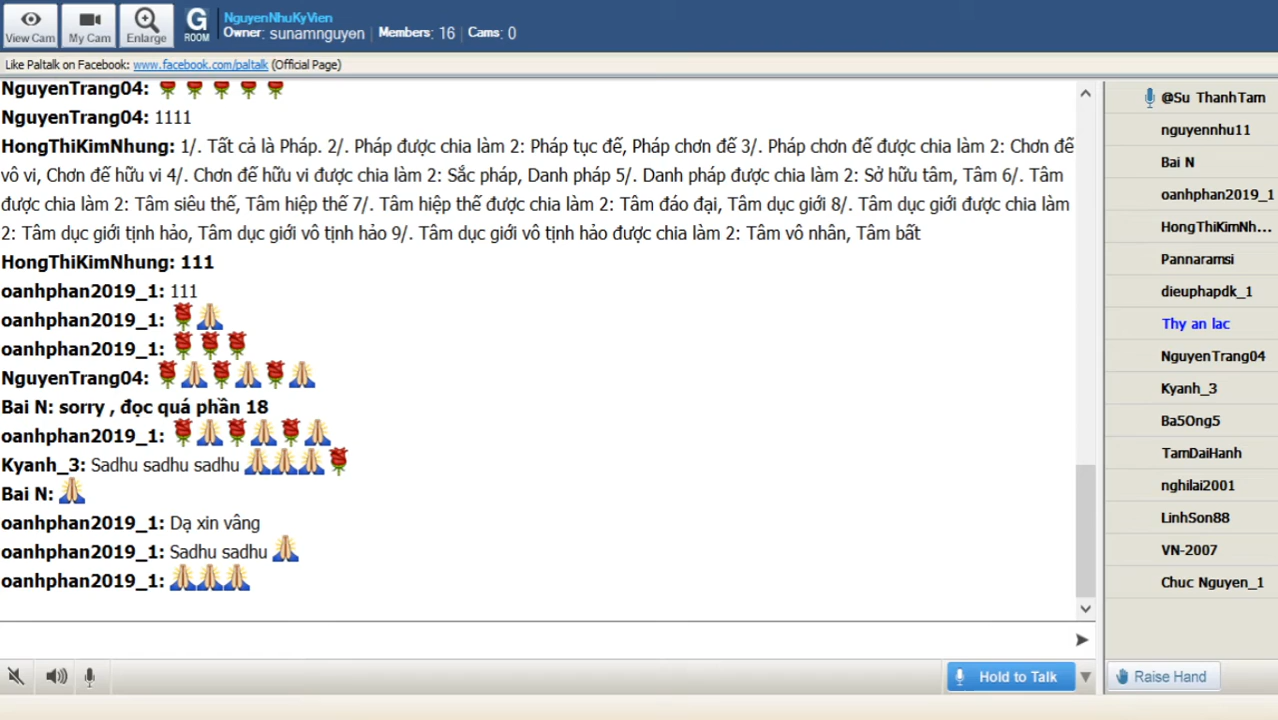 View Cam
My Cam
Enlarge
G
ROOM
NguyenNhuKyVien
Owner: sunamnguyen | Members: 16 | Cams: 0
Like Paltalk on Facebook: www.facebook.com/paltalk (Official Page)
NguyenTrang04: 🌹🌹🌹🌹🌹
NguyenTrang04: 1111
HongThiKimNhung: 1/. Tất cả là Pháp. 2/. Pháp được chia làm 2: Pháp tục đế, Pháp chơn đế 3/. Pháp chơn đế được chia làm 2: Chơn đế
vô vi, Chơn đế hữu vi 4/. Chơn đế hữu vi được chia làm 2: Sắc pháp, Danh pháp 5/. Danh pháp được chia làm 2: Sở hữu tâm, Tâm 6/. Tâm
được chia làm 2: Tâm siêu thế, Tâm hiệp thế 7/. Tâm hiệp thế được chia làm 2: Tâm đáo đại, Tâm dục giới 8/. Tâm dục giới được chia làm
2: Tâm dục giới tịnh hảo, Tâm dục giới vô tịnh hảo 9/. Tâm dục giới vô tịnh hảo được chia làm 2: Tâm vô nhân, Tâm bất
HongThiKimNhung: 111
oanhphan2019_1: 111
oanhphan2019_1: 🌹🙏
oanhphan2019_1: 🌹🌹🌹
NguyenTrang04: 🌹🙏🌹🙏🌹🙏
Bai N: sorry , đọc quá phần 18
oanhphan2019_1: 🌹🙏🌹🙏🌹🙏
Kyanh_3: Sadhu sadhu sadhu 🙏🙏🙏🌹
Bai N: 🙏
oanhphan2019_1: Dạ xin vâng
oanhphan2019_1: Sadhu sadhu 🙏
oanhphan2019_1: 🙏🙏🙏
@Su ThanhTam
nguyennhu11
Bai N
oanhphan2019_1
HongThiKimNh...
Pannaramsi
dieuphapdk_1
Thy an lac
NguyenTrang04
Kyanh_3
Ba5Ong5
TamDaiHanh
nghilai2001
LinhSon88
VN-2007
Chuc Nguyen_1
Hold to Talk
Raise Hand